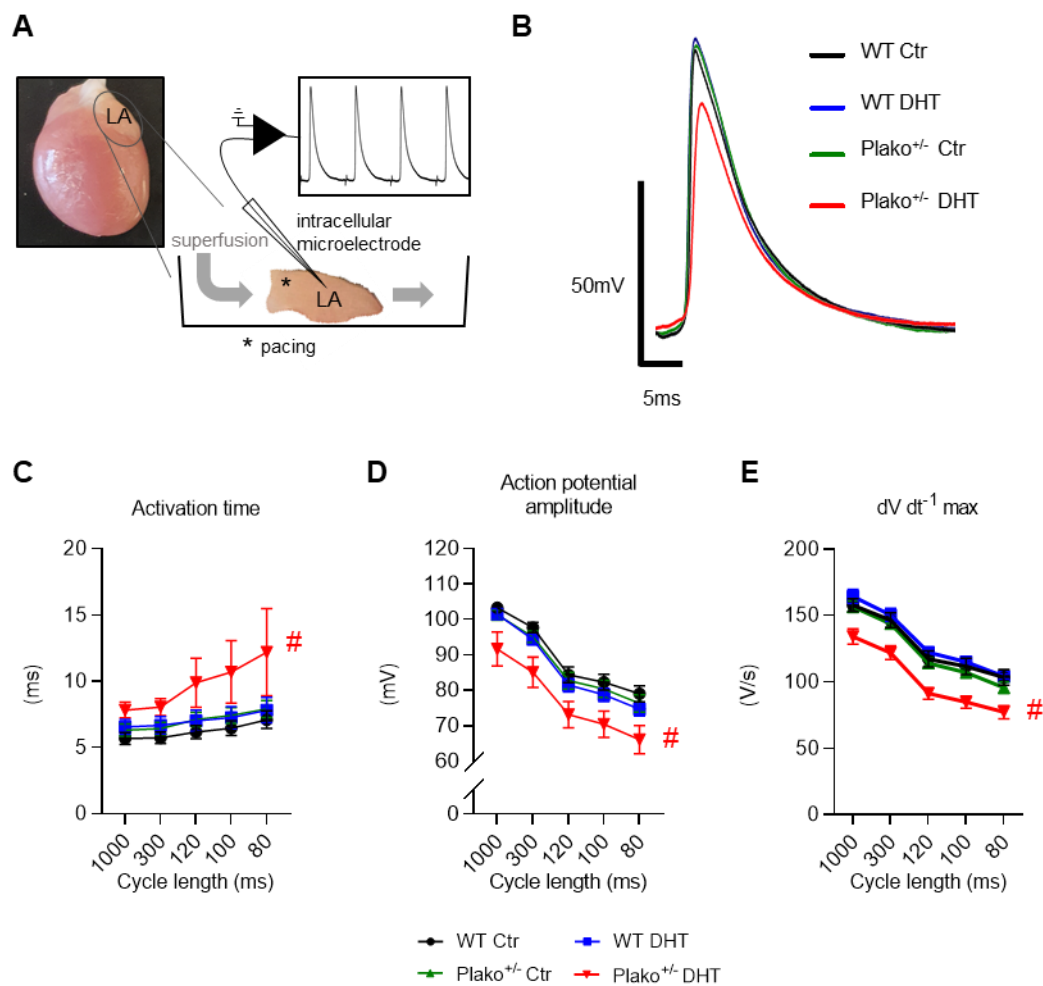 A
LA
superfusion
intracellular
microelectrode
*
LA
* pacing
B
WT Ctr
WT DHT
Plako+/- Ctr
Plako+/- DHT
50mV
5ms
C
Activation time
(ms)
20
15
10
5
0
#
1000
300
120
100
80
Cycle length (ms)
D
Action potential
amplitude
(mV)
120
110
100
90
80
70
60
0
#
1000
300
120
100
80
Cycle length (ms)
E
dV dt-1 max
(V/s)
200
150
100
50
0
#
1000
300
120
100
80
Cycle length (ms)
WT Ctr
WT DHT
Plako+/- Ctr
Plako+/- DHT